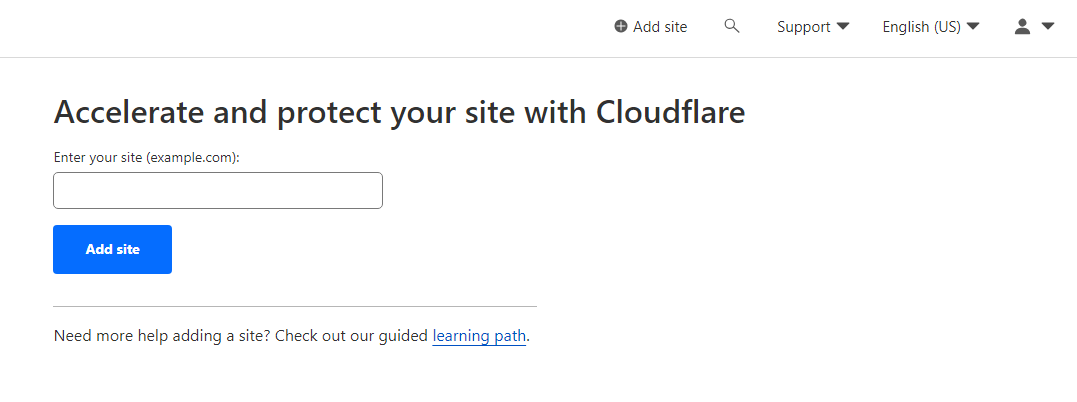 Add site Support English (US)
Accelerate and protect your site with Cloudflare
Enter your site (example.com):
Add site
Need more help adding a site? Check out our guided learning path.